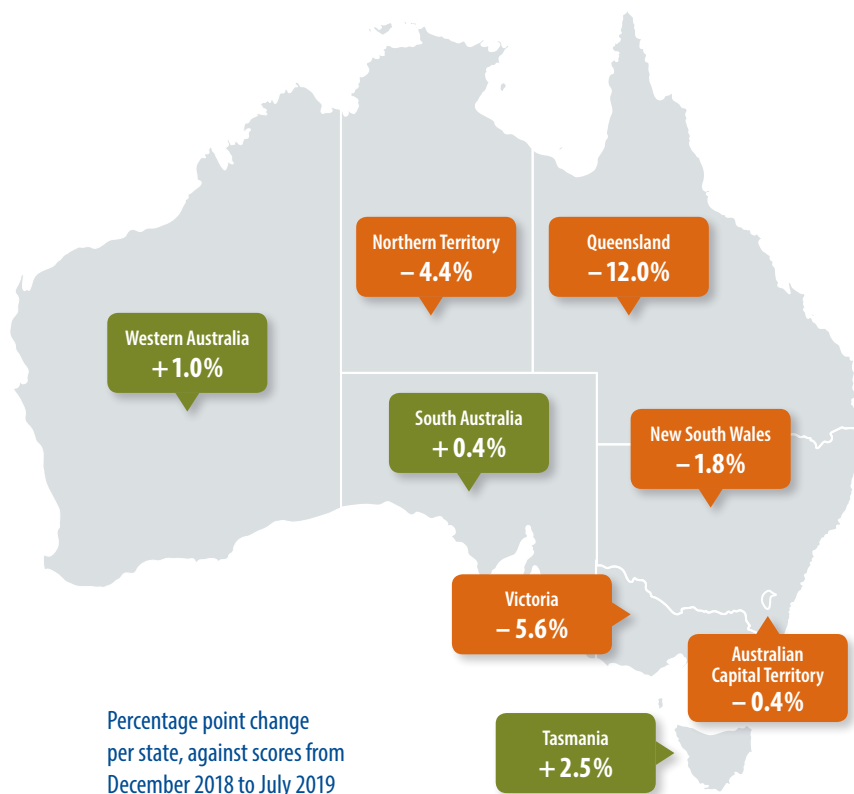 Northern Territory
– 4.4%
Queensland
– 12.0%
Western Australia
+ 1.0%
South Australia
+ 0.4%
New South Wales
– 1.8%
Victoria
– 5.6%
Australian
Capital Territory
– 0.4%
Tasmania
+ 2.5%
Percentage point change
per state, against scores from
December 2018 to July 2019